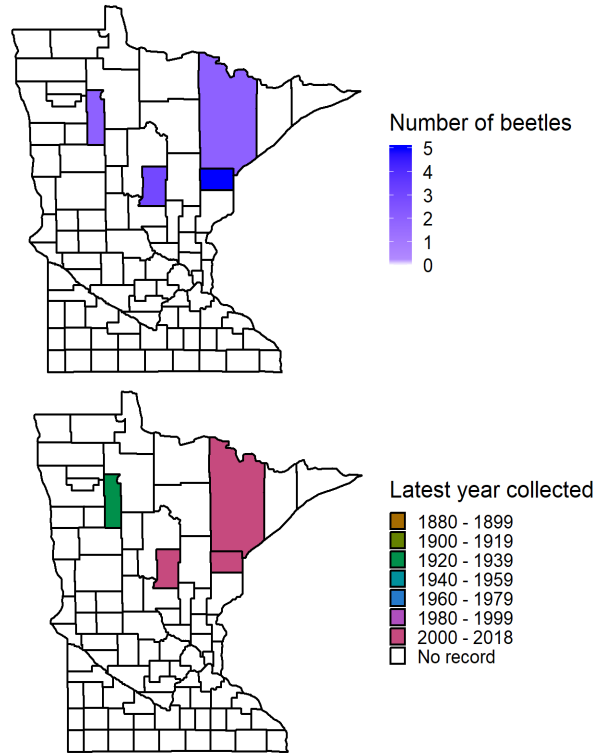 Number of beetles
5
4
3
2
1
0
Latest year collected
1880 - 1899
1900 - 1919
1920 - 1939
1940 - 1959
1960 - 1979
1980 - 1999
2000 - 2018
No record